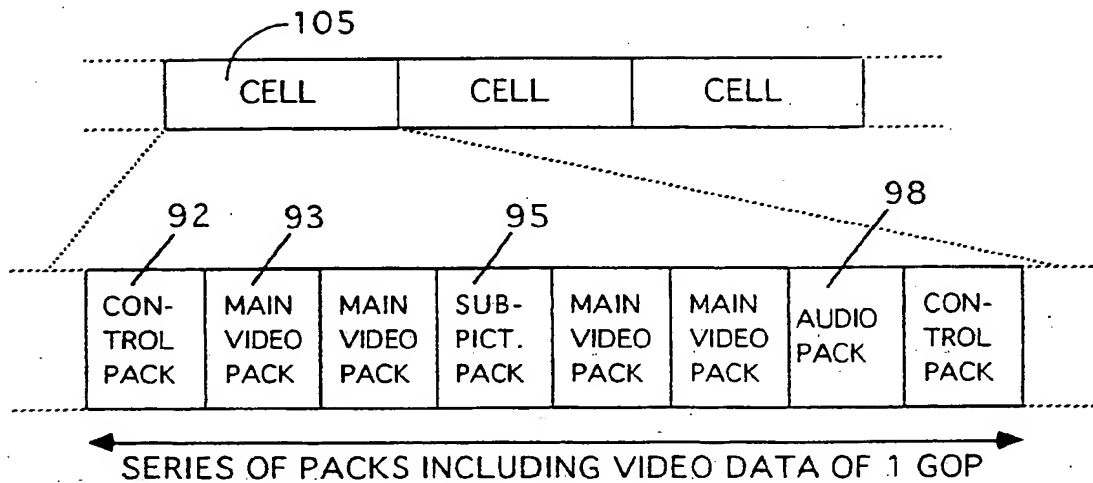 105
CELL CELL CELL
92 93 95 98
CON-
TROL
PACK
MAIN
VIDEO
PACK
MAIN
VIDEO
PACK
SUB-
PICT.
PACK
MAIN
VIDEO
PACK
MAIN
VIDEO
PACK
AUDIO
PACK
CON-
TROL
PACK
SERIES OF PACKS INCLUDING VIDEO DATA OF 1 GOP